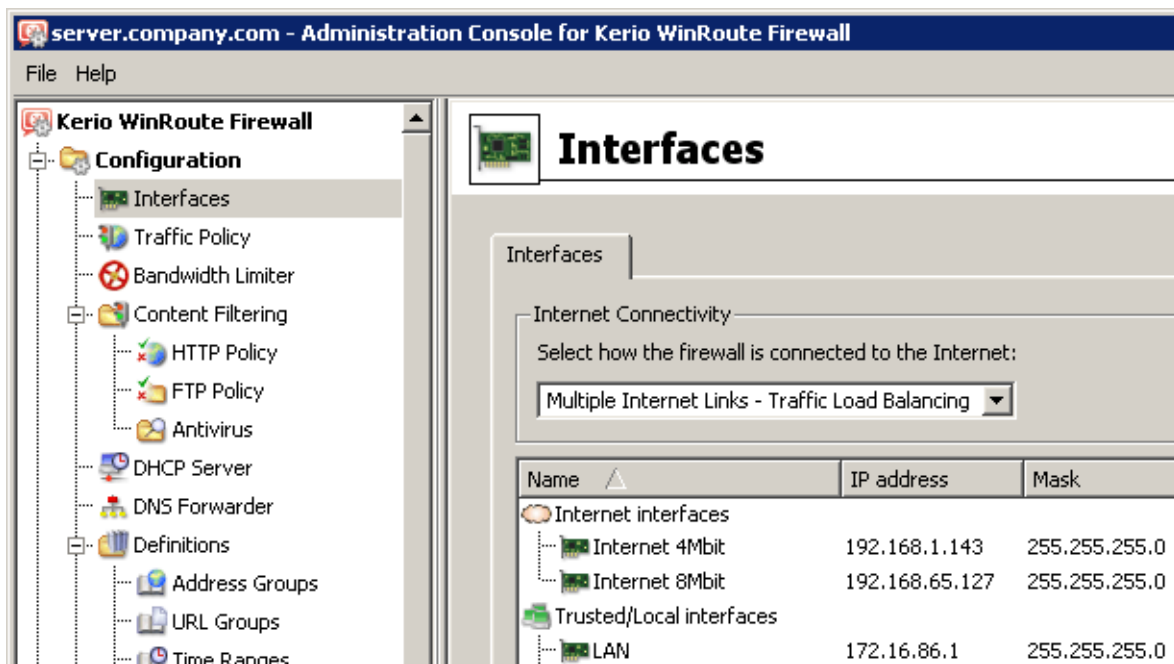 server.company.com - Administration Console for Kerio WinRoute Firewall
File Help
Kerio WinRoute Firewall
Configuration
Interfaces
Traffic Policy
Bandwidth Limiter
Content Filtering
HTTP Policy
FTP Policy
Antivirus
DHCP Server
DNS Forwarder
Definitions
Address Groups
URL Groups
Time Ranges
Interfaces
Interfaces
Internet Connectivity
Select how the firewall is connected to the Internet:
Multiple Internet Links - Traffic Load Balancing
Name IP address Mask
Internet interfaces
Internet 4Mbit 192.168.1.143 255.255.255.0
Internet 8Mbit 192.168.65.127 255.255.255.0
Trusted/Local interfaces
LAN 172.16.86.1 255.255.255.0